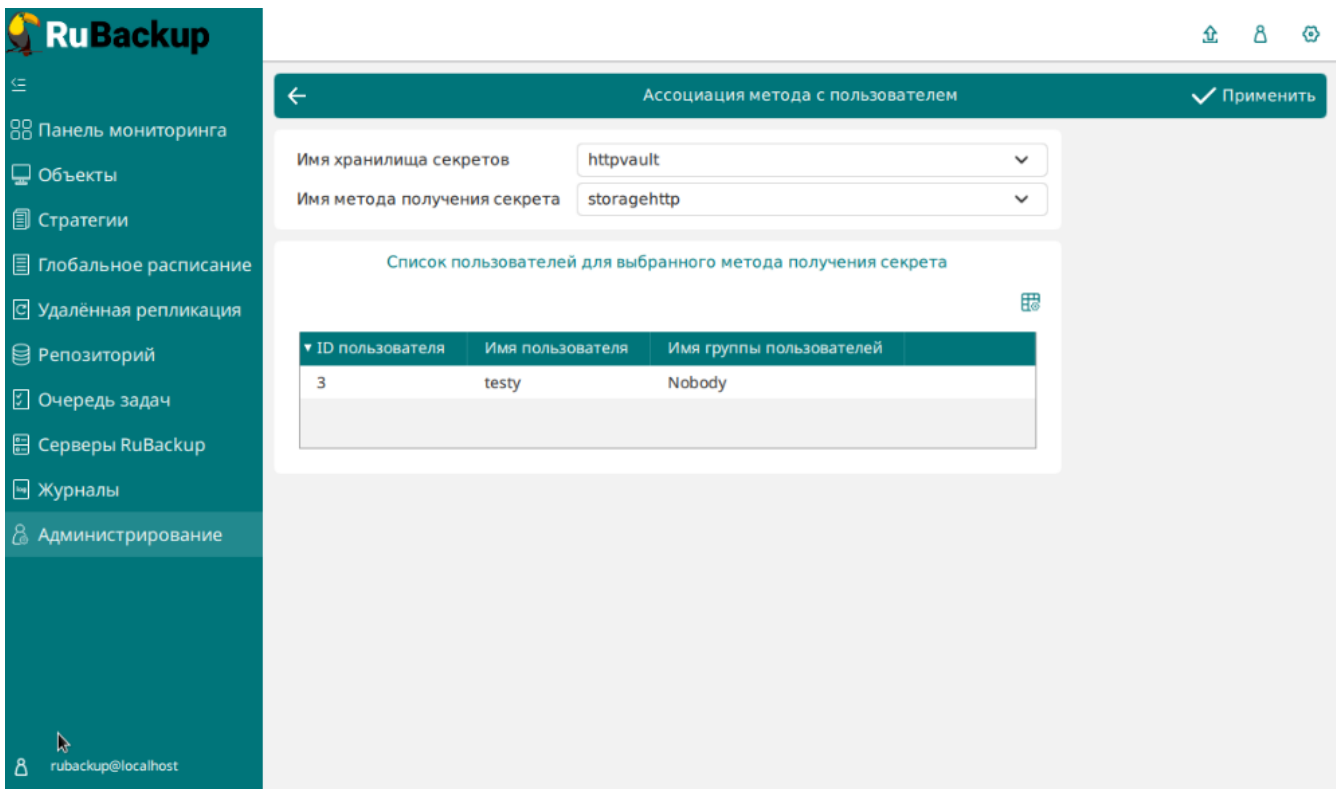 RuBackup
Ассоциация метода с пользователем
Применить
Панель мониторинга
Объекты
Стратегии
Глобальное расписание
Удалённая репликация
Репозиторий
Очередь задач
Серверы RuBackup
Журналы
Администрирование
rubackup@localhost
Имя хранилища секретов httpvault
Имя метода получения секрета storagehttp
Список пользователей для выбранного метода получения секрета
ID пользователя Имя пользователя Имя группы пользователей
3 testy Nobody